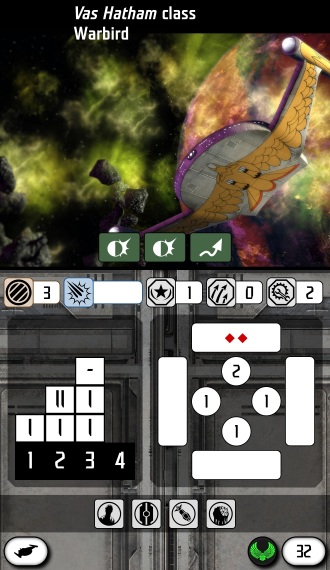 Vas Hatham class
Warbird
3 1 0 2
2
1 1
1
-
II I
I I I
1 2 3 4
32